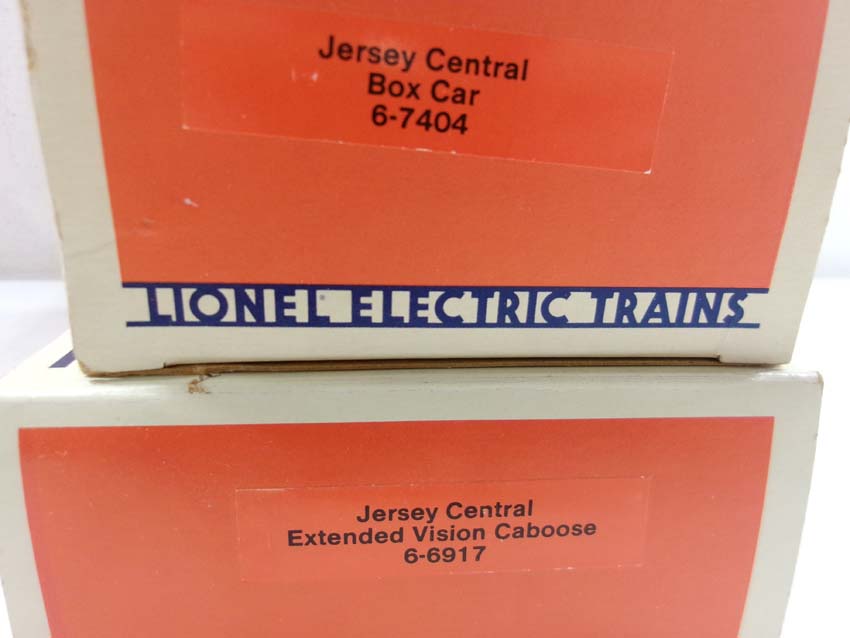 Jersey Central
Box Car
6-7404
LIONEL® ELECTRIC TRAINS
Jersey Central
Extended Vision Caboose
6-6917